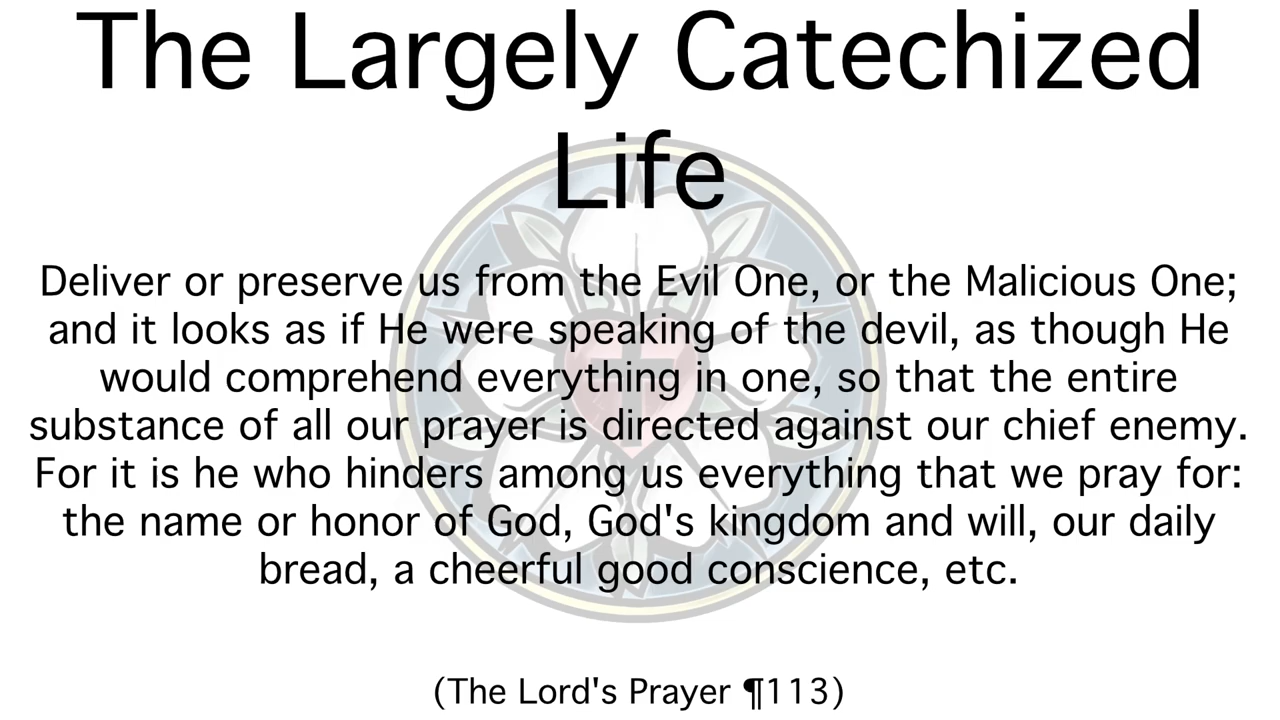 The Largely Catechized
Life
Deliver or preserve us from the Evil One, or the Malicious One;
and it looks as if He were speaking of the devil, as though He
would comprehend everything in one, so that the entire
substance of all our prayer is directed against our chief enemy.
For it is he who hinders among us everything that we pray for:
the name or honor of God, God's kingdom and will, our daily
bread, a cheerful good conscience, etc.
(The Lord's Prayer ¶113)